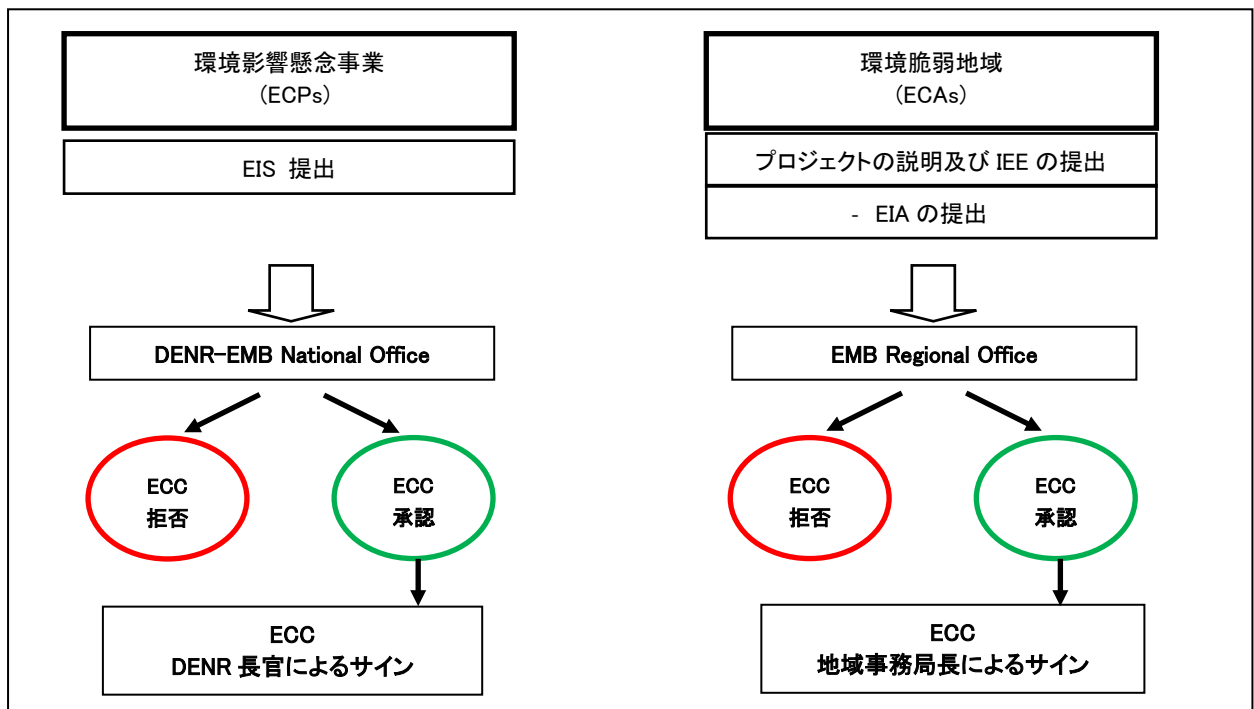 環境影響懸念事業
（ECPs）
EIS 提出
DENR-EMB National Office
ECC
拒否
ECC
承認
ECC
DENR 長官によるサイン
環境脆弱地域
（ECAs）
プロジェクトの説明及び IEE の提出
- EIA の提出
EMB Regional Office
ECC
拒否
ECC
承認
ECC
地域事務局長によるサイン